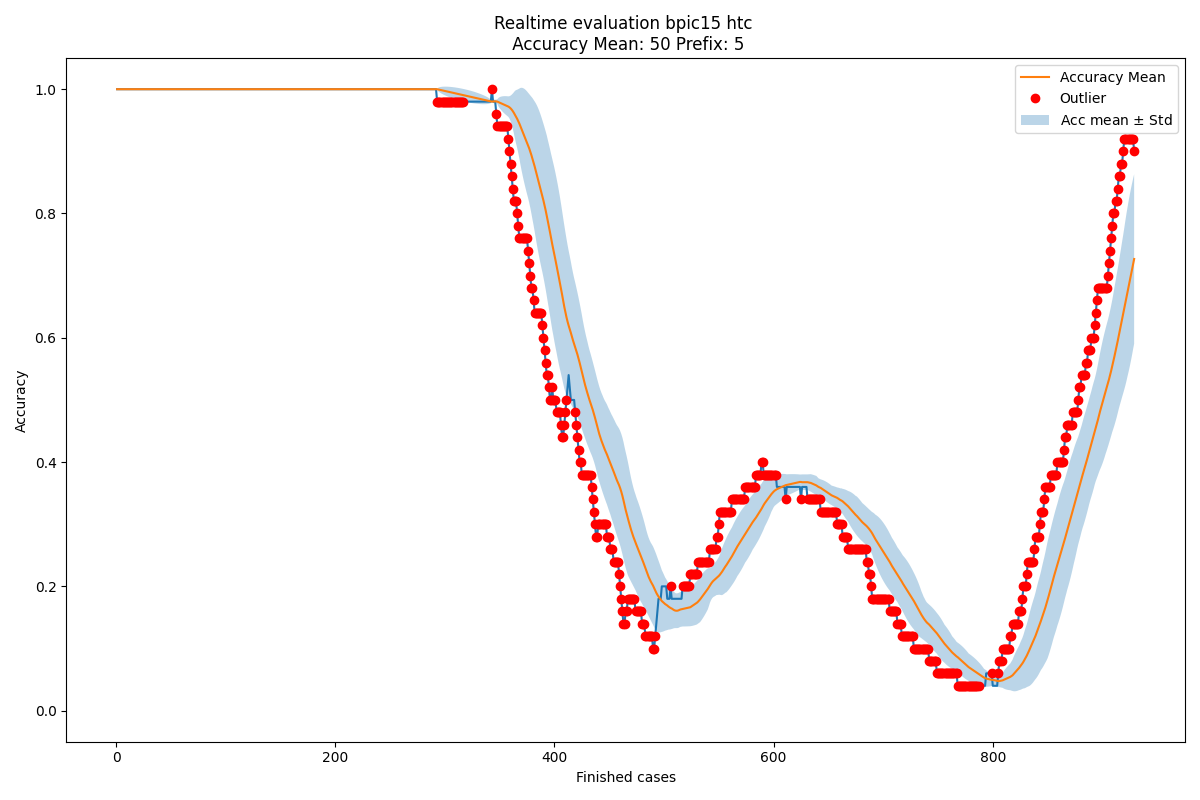 Realtime evaluation bpic15 htc
Accuracy Mean: 50 Prefix: 5
Accuracy Mean
Outlier
Acc mean ± Std
Accuracy
1.0
0.8
0.6
0.4
0.2
0.0
0
200
400
600
800
Finished cases